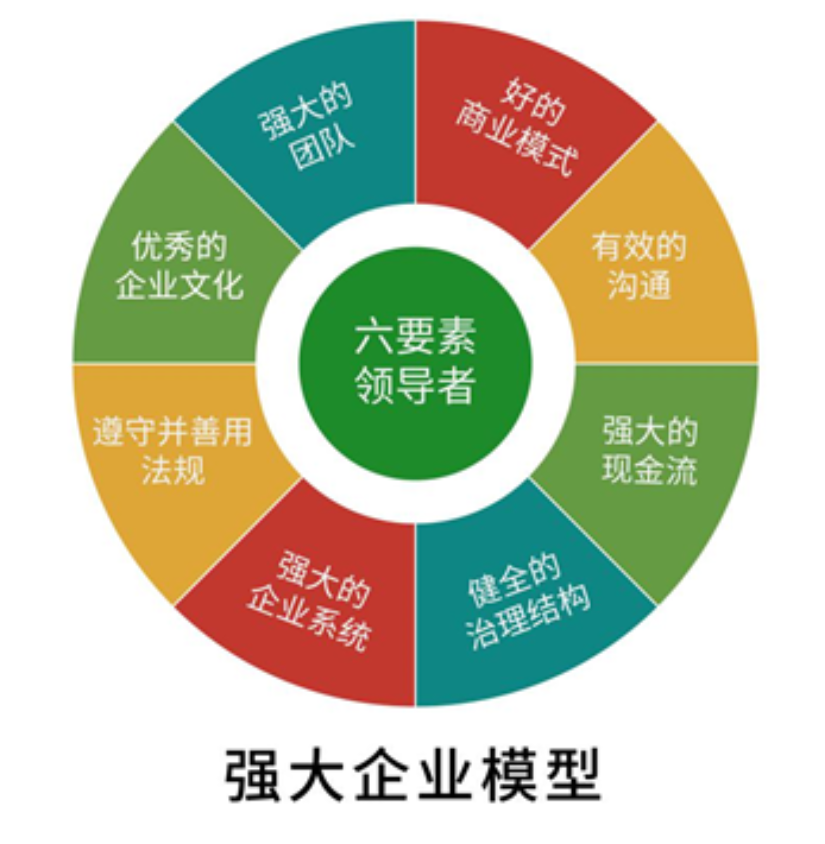 强大的
团队
好的
商业模式
优秀的
企业文化
有效的
沟通
六要素
领导者
遵守并善用
法规
强大的
现金流
强大的
企业系统
健全的
治理结构
强大企业模型